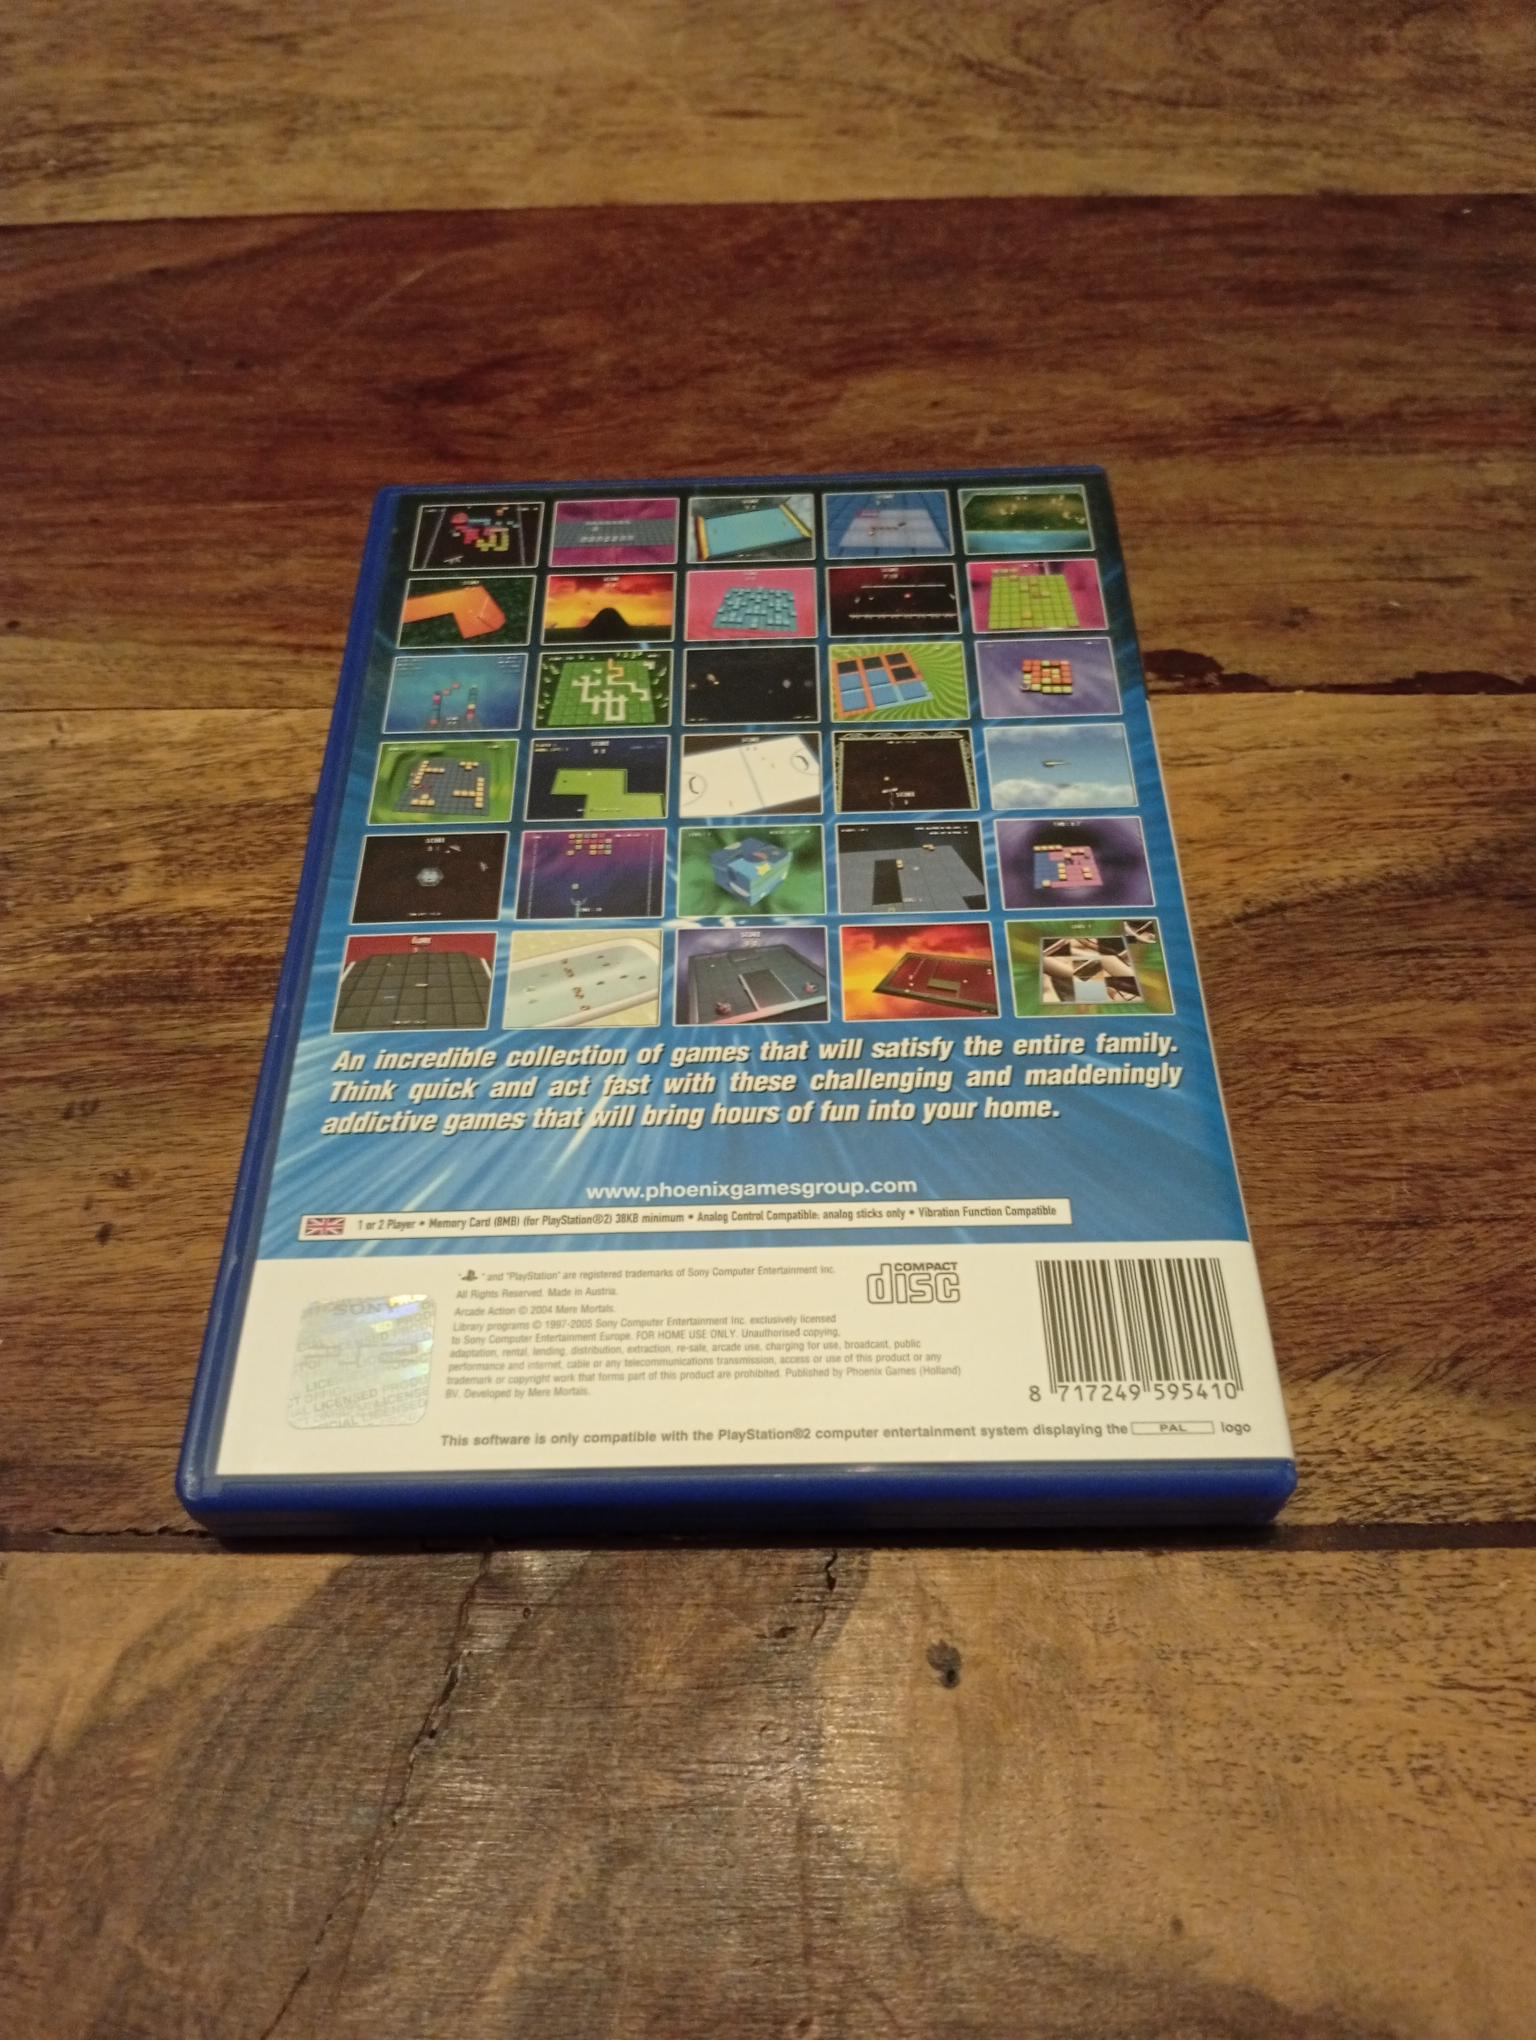 An incredible collection of games that will satisfy the entire family.
Think quick and act fast with these challenging and maddeningly
addictive games that will bring hours of fun into your home.
www.phoenixgamesgroup.com
1 or 2 Player • Memory Card (8MB) (for PlayStation®2) 38KB minimum • Analog Control Compatible: analog sticks only • Vibration Function Compatible
" " and "PlayStation" are registered trademarks of Sony Computer Entertainment Inc.
All Rights Reserved. Made in Austria.
Arcade Action © 2004 Mere Mortals.
Library programs © 1997-2005 Sony Computer Entertainment Inc. exclusively licensed
to Sony Computer Entertainment Europe. FOR HOME USE ONLY. Unauthorised copying,
adaptation, rental, lending, distribution, extraction, re-sale, arcade use, charging for use, broadcast, public
performance and internet, cable or any telecommunications transmission, access or use of this product or any
trademark or copyright work that forms part of this product are prohibited. Published by Phoenix Games (Holland)
BV. Developed by Mere Mortals.
COMPACT
disc
8 717249 595410
SONY
LICENSED PRODU
This software is only compatible with the PlayStation®2 computer entertainment system displaying the PAL logo